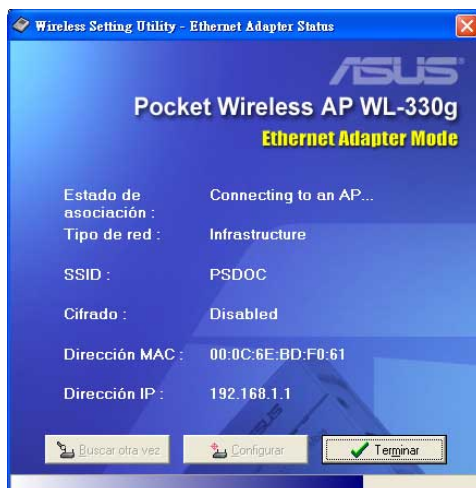 Wireless Setting Utility - Ethernet Adapter Status
ASUS
Pocket Wireless AP WL-330g
Ethernet Adapter Mode
Estado de asociación : Connecting to an AP...
Tipo de red : Infrastructure
SSID : PSDOC
Cifrado : Disabled
Dirección MAC : 00:0C:6E:BD:F0:61
Dirección IP : 192.168.1.1
Buscar otra vez Configurar Terminar